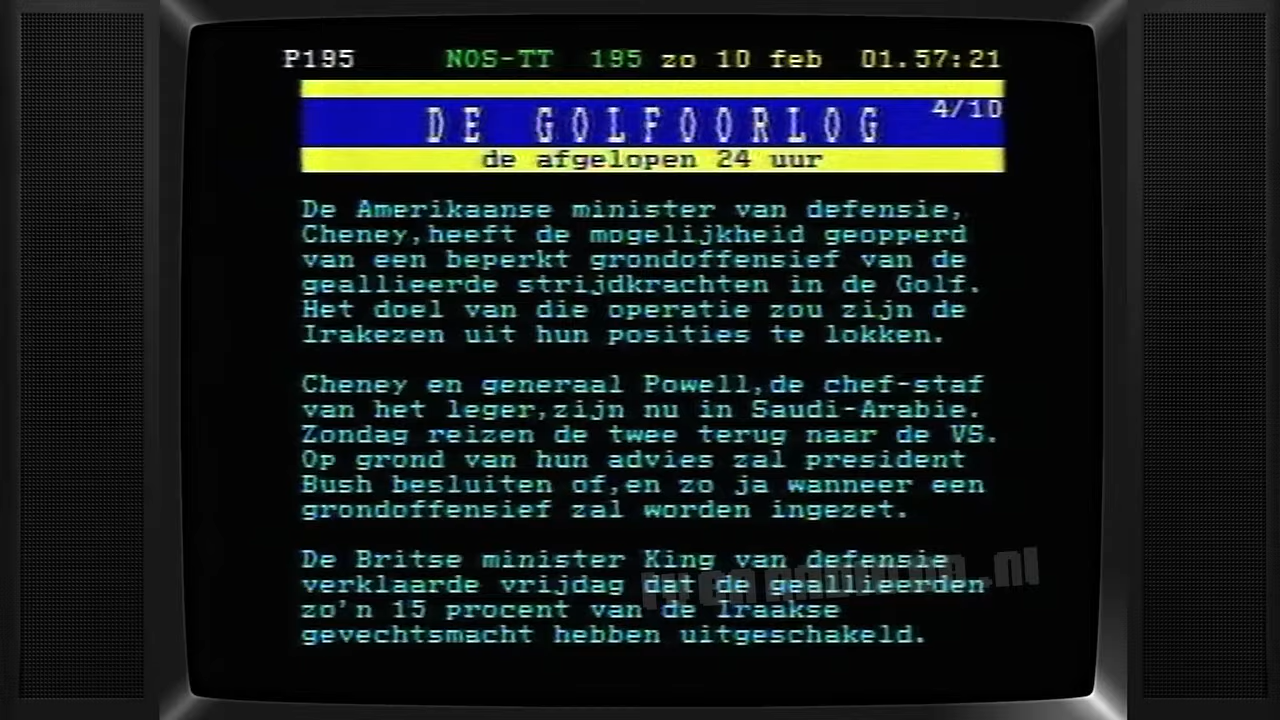 P195 NOS-TT 195 zo 10 feb 01.57:21
DE GOLFOORLOG 4/10
de afgelopen 24 uur
De Amerikaanse minister van defensie,
Cheney,heeft de mogelijkheid geopperd
van een beperkt grondoffensief van de
geallieerde strijdkrachten in de Golf.
Het doel van die operatie zou zijn de
Irakezen uit hun posities te lokken.
Cheney en generaal Powell,de chef-staf
van het leger,zijn nu in Saudi-Arabie.
Zondag reizen de twee terug naar de VS.
Op grond van hun advies zal president
Bush besluiten of,en zo ja wanneer een
grondoffensief zal worden ingezet.
De Britse minister King van defensie
verklaarde vrijdag dat de geallieerden
zo'n 15 procent van de Iraakse
gevechtsmacht hebben uitgeschakeld.